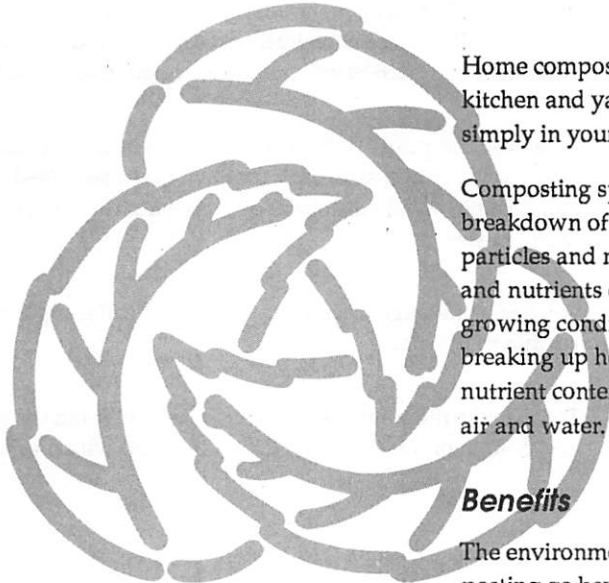 Home compos
kitchen and ya
simply in your
Composting sy
breakdown of
particles and n
and nutrients
growing condi
breaking up h
nutrient conte
air and water.
Benefits
The environme